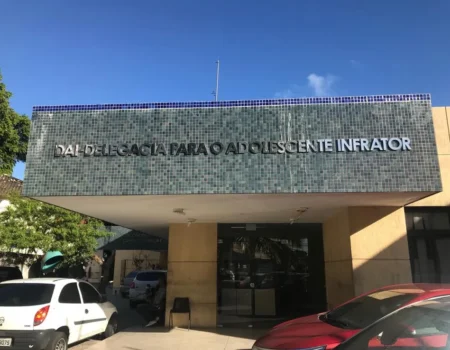 DAI-DELEGACIA PARA O ADOLESCENTE INFRATOR